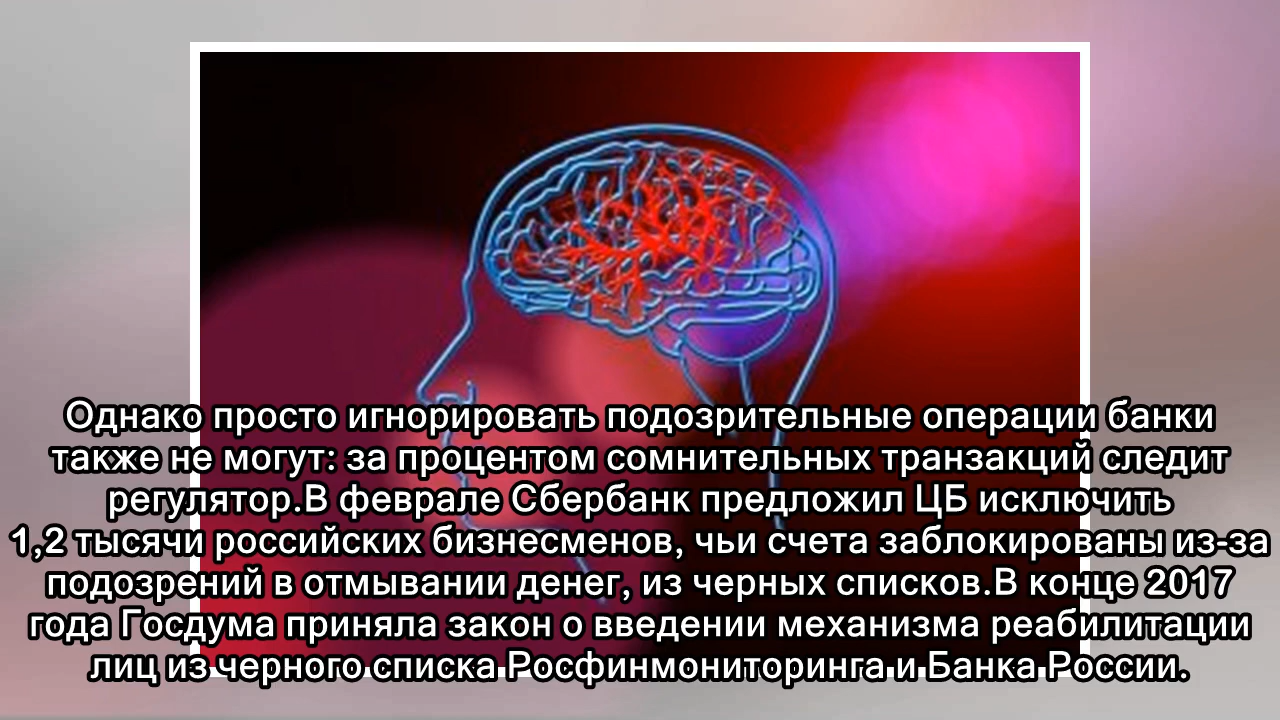 Однако просто игнорировать подозрительные операции банки
также не могут: за процентом сомнительных транзакций следит
регулятор.В феврале Сбербанк предложил ЦБ исключить
1,2 тысячи российских бизнесменов, чьи счета заблокированы из-за
подозрений в отмывании денег, из черных списков.В конце 2017
года Госдума приняла закон о введении механизма реабилитации
лиц из черного списка Росфинмониторинга и Банка России.